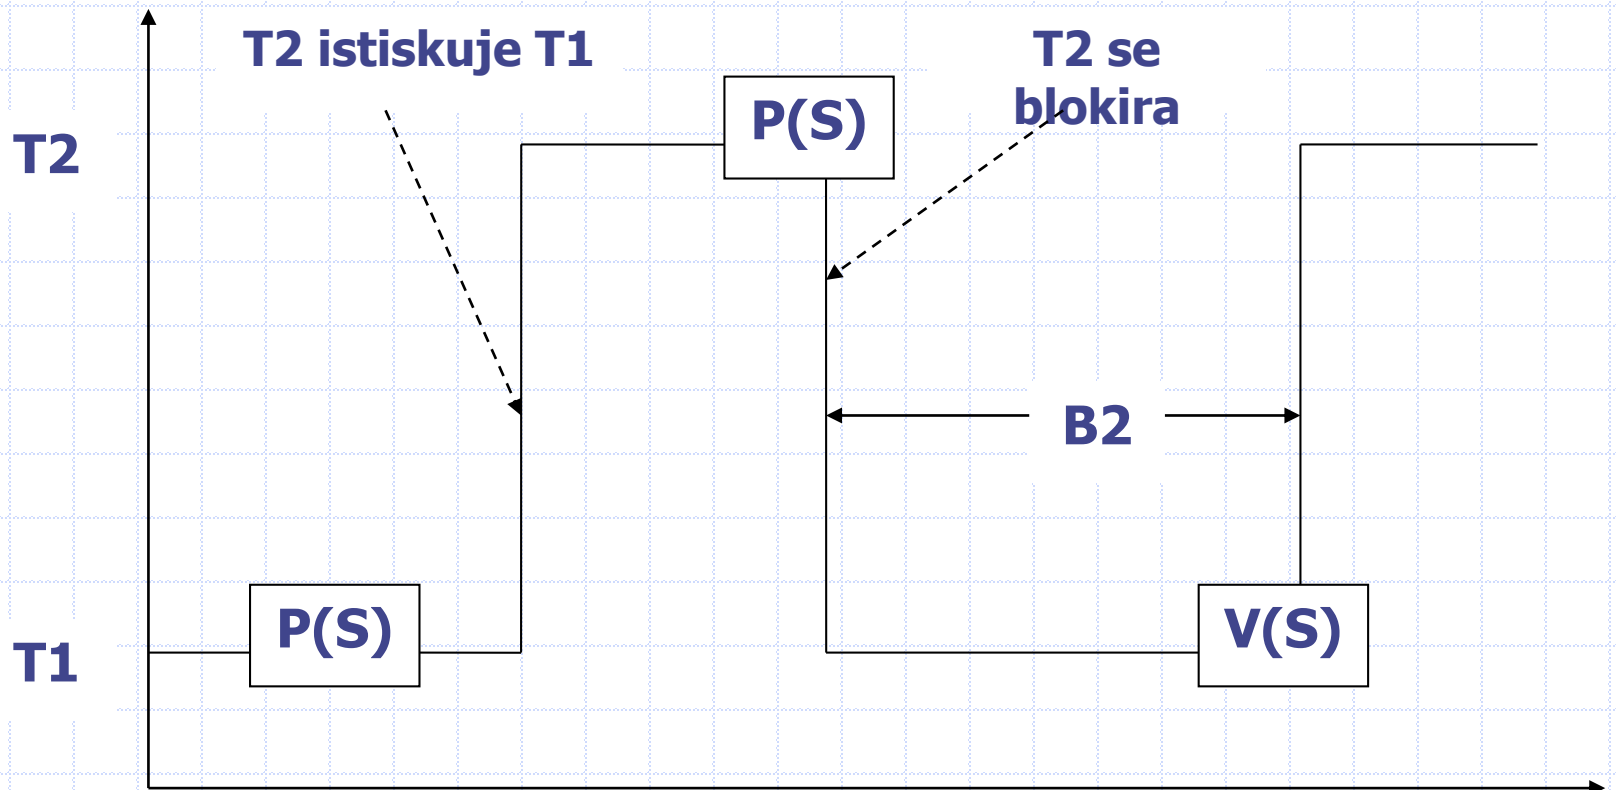 T2 istiskuje T1
T2 se
blokira
P(S)
T2
B2
P(S)
V(S)
T1